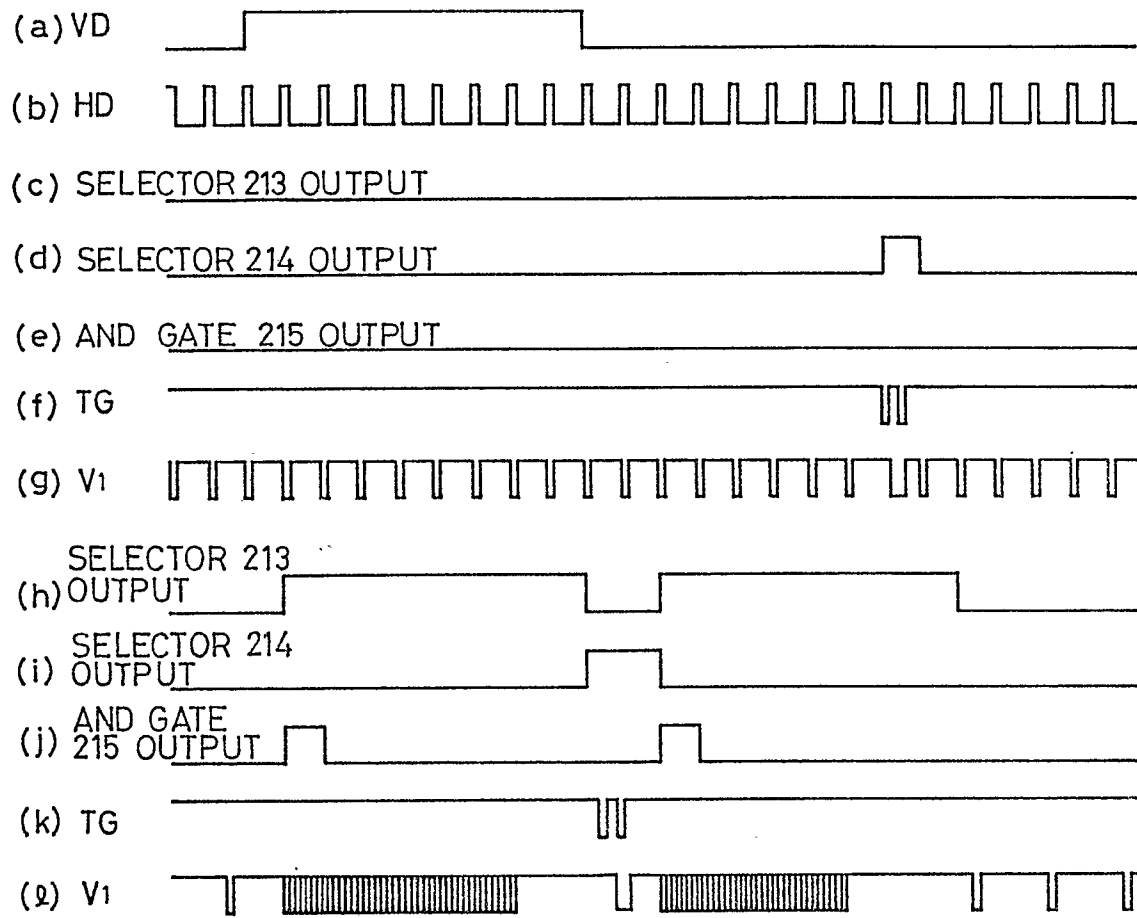 (a) VD
(b) HD
(c) SELECTOR 213 OUTPUT
(d) SELECTOR 214 OUTPUT
(e) AND GATE 215 OUTPUT
(f) TG
(g) V1
SELECTOR 213
(h) OUTPUT
SELECTOR 214
(i) OUTPUT
AND GATE
(j) 215 OUTPUT
(k) TG
(ℓ) V1